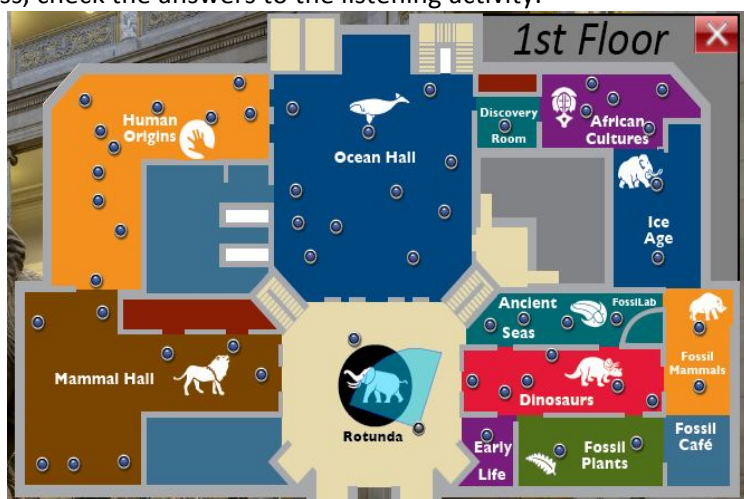 ss, check the answers to the listening activity.
1st Floor
Human
Origins
Ocean Hall
Discovery
Room
African
Cultures
Ice
Age
Ancient
Seas
FossiLab
Mammal Hall
Rotunda
Dinosaurs
Fossil
Mammals
Early
Life
Fossil
Plants
Fossil
Café